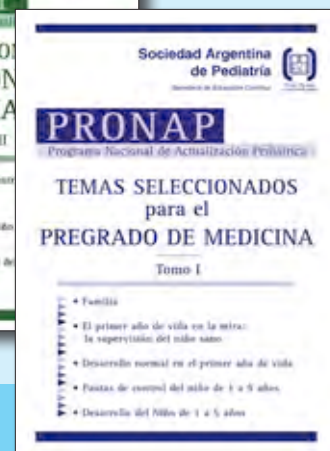 Sociedad Argentina
de Pediatría
PRONAP
Programa Nacional de Actualización Pediátrica
TEMAS SELECCIONADOS
para el
PREGRADO DE MEDICINA
Tomo I
• Familia
• El primer año de vida en la mira:
la supervisión del niño sano
• Desarrollo normal en el primer año de vida
• Pautas de control del niño de 1 a 9 años.
• Desarrollo del Niño de 1 a 5 años